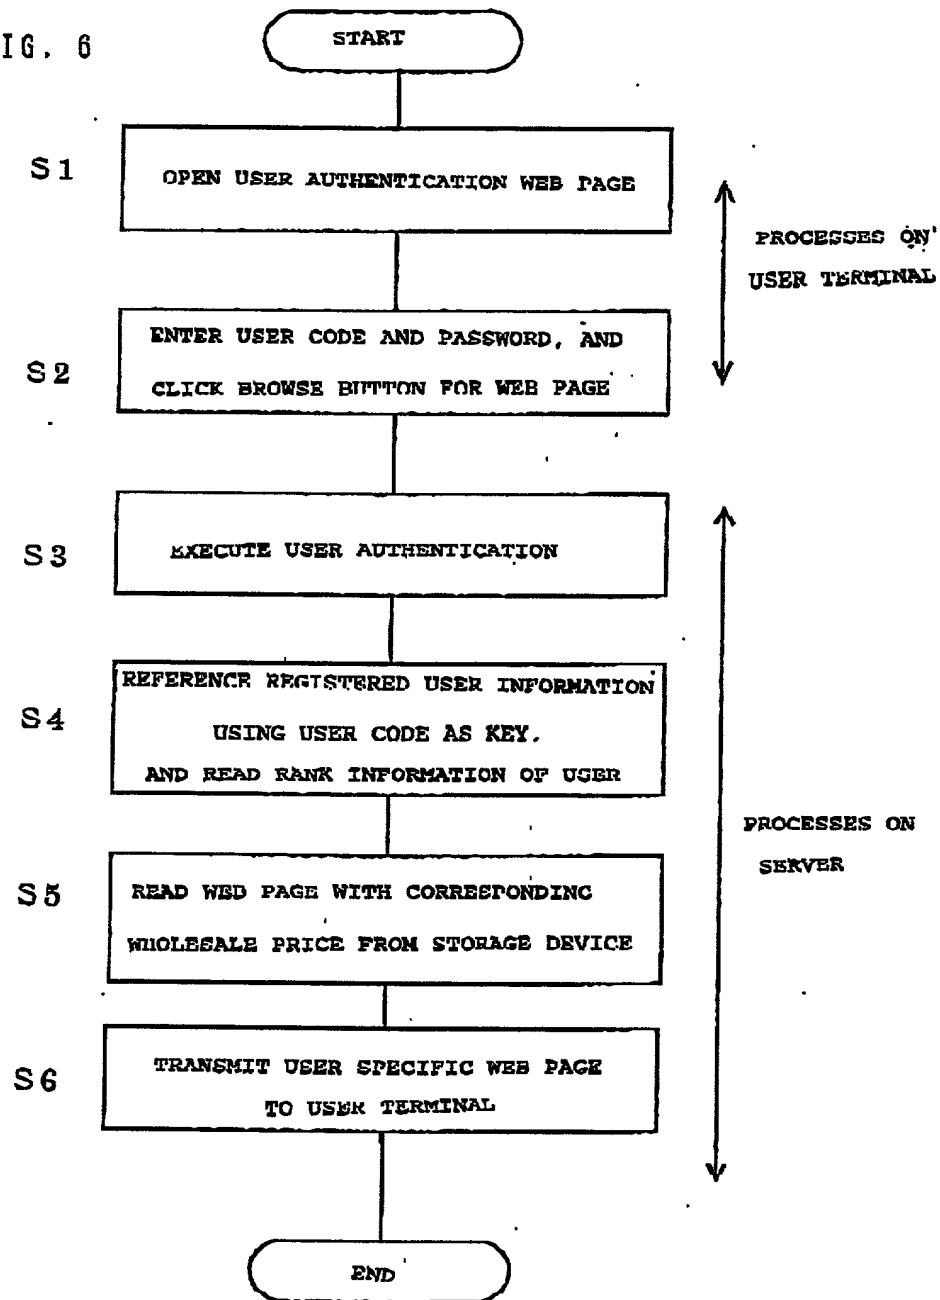 IG. 6
START
S1
OPEN USER AUTHENTICATION WEB PAGE
PROCESSES ON
USER TERMINAL
S2
ENTER USER CODE AND PASSWORD, AND
CLICK BROWSE BUTTON FOR WEB PAGE
S3
EXECUTE USER AUTHENTICATION
S4
REFERENCE REGISTERED USER INFORMATION
USING USER CODE AS KEY.
AND READ RANK INFORMATION OF USER
PROCESSES ON
SERVER
S5
READ WEB PAGE WITH CORRESPONDING
WHOLESALE PRICE FROM STORAGE DEVICE
S6
TRANSMIT USER SPECIFIC WEB PAGE
TO USER TERMINAL
END